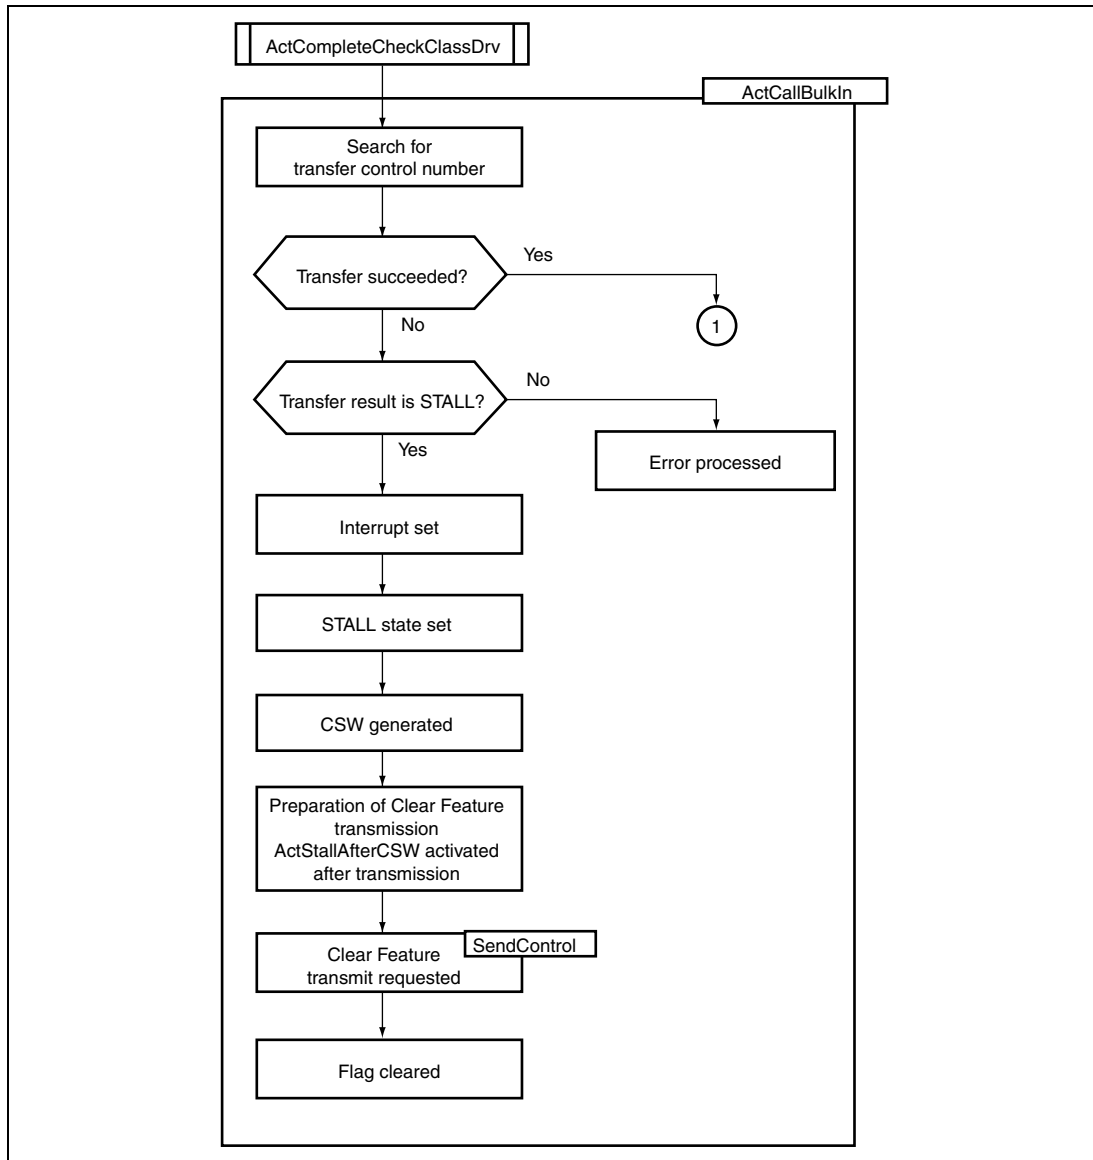 ActCompleteCheckClassDrv
ActCallBulkIn
Search for
transfer control number
Transfer succeeded?
Yes
1
No
Transfer result is STALL?
No
Error processed
Yes
Interrupt set
STALL state set
CSW generated
Preparation of Clear Feature
transmission
ActStallAfterCSW activated
after transmission
SendControl
Clear Feature
transmit requested
Flag cleared